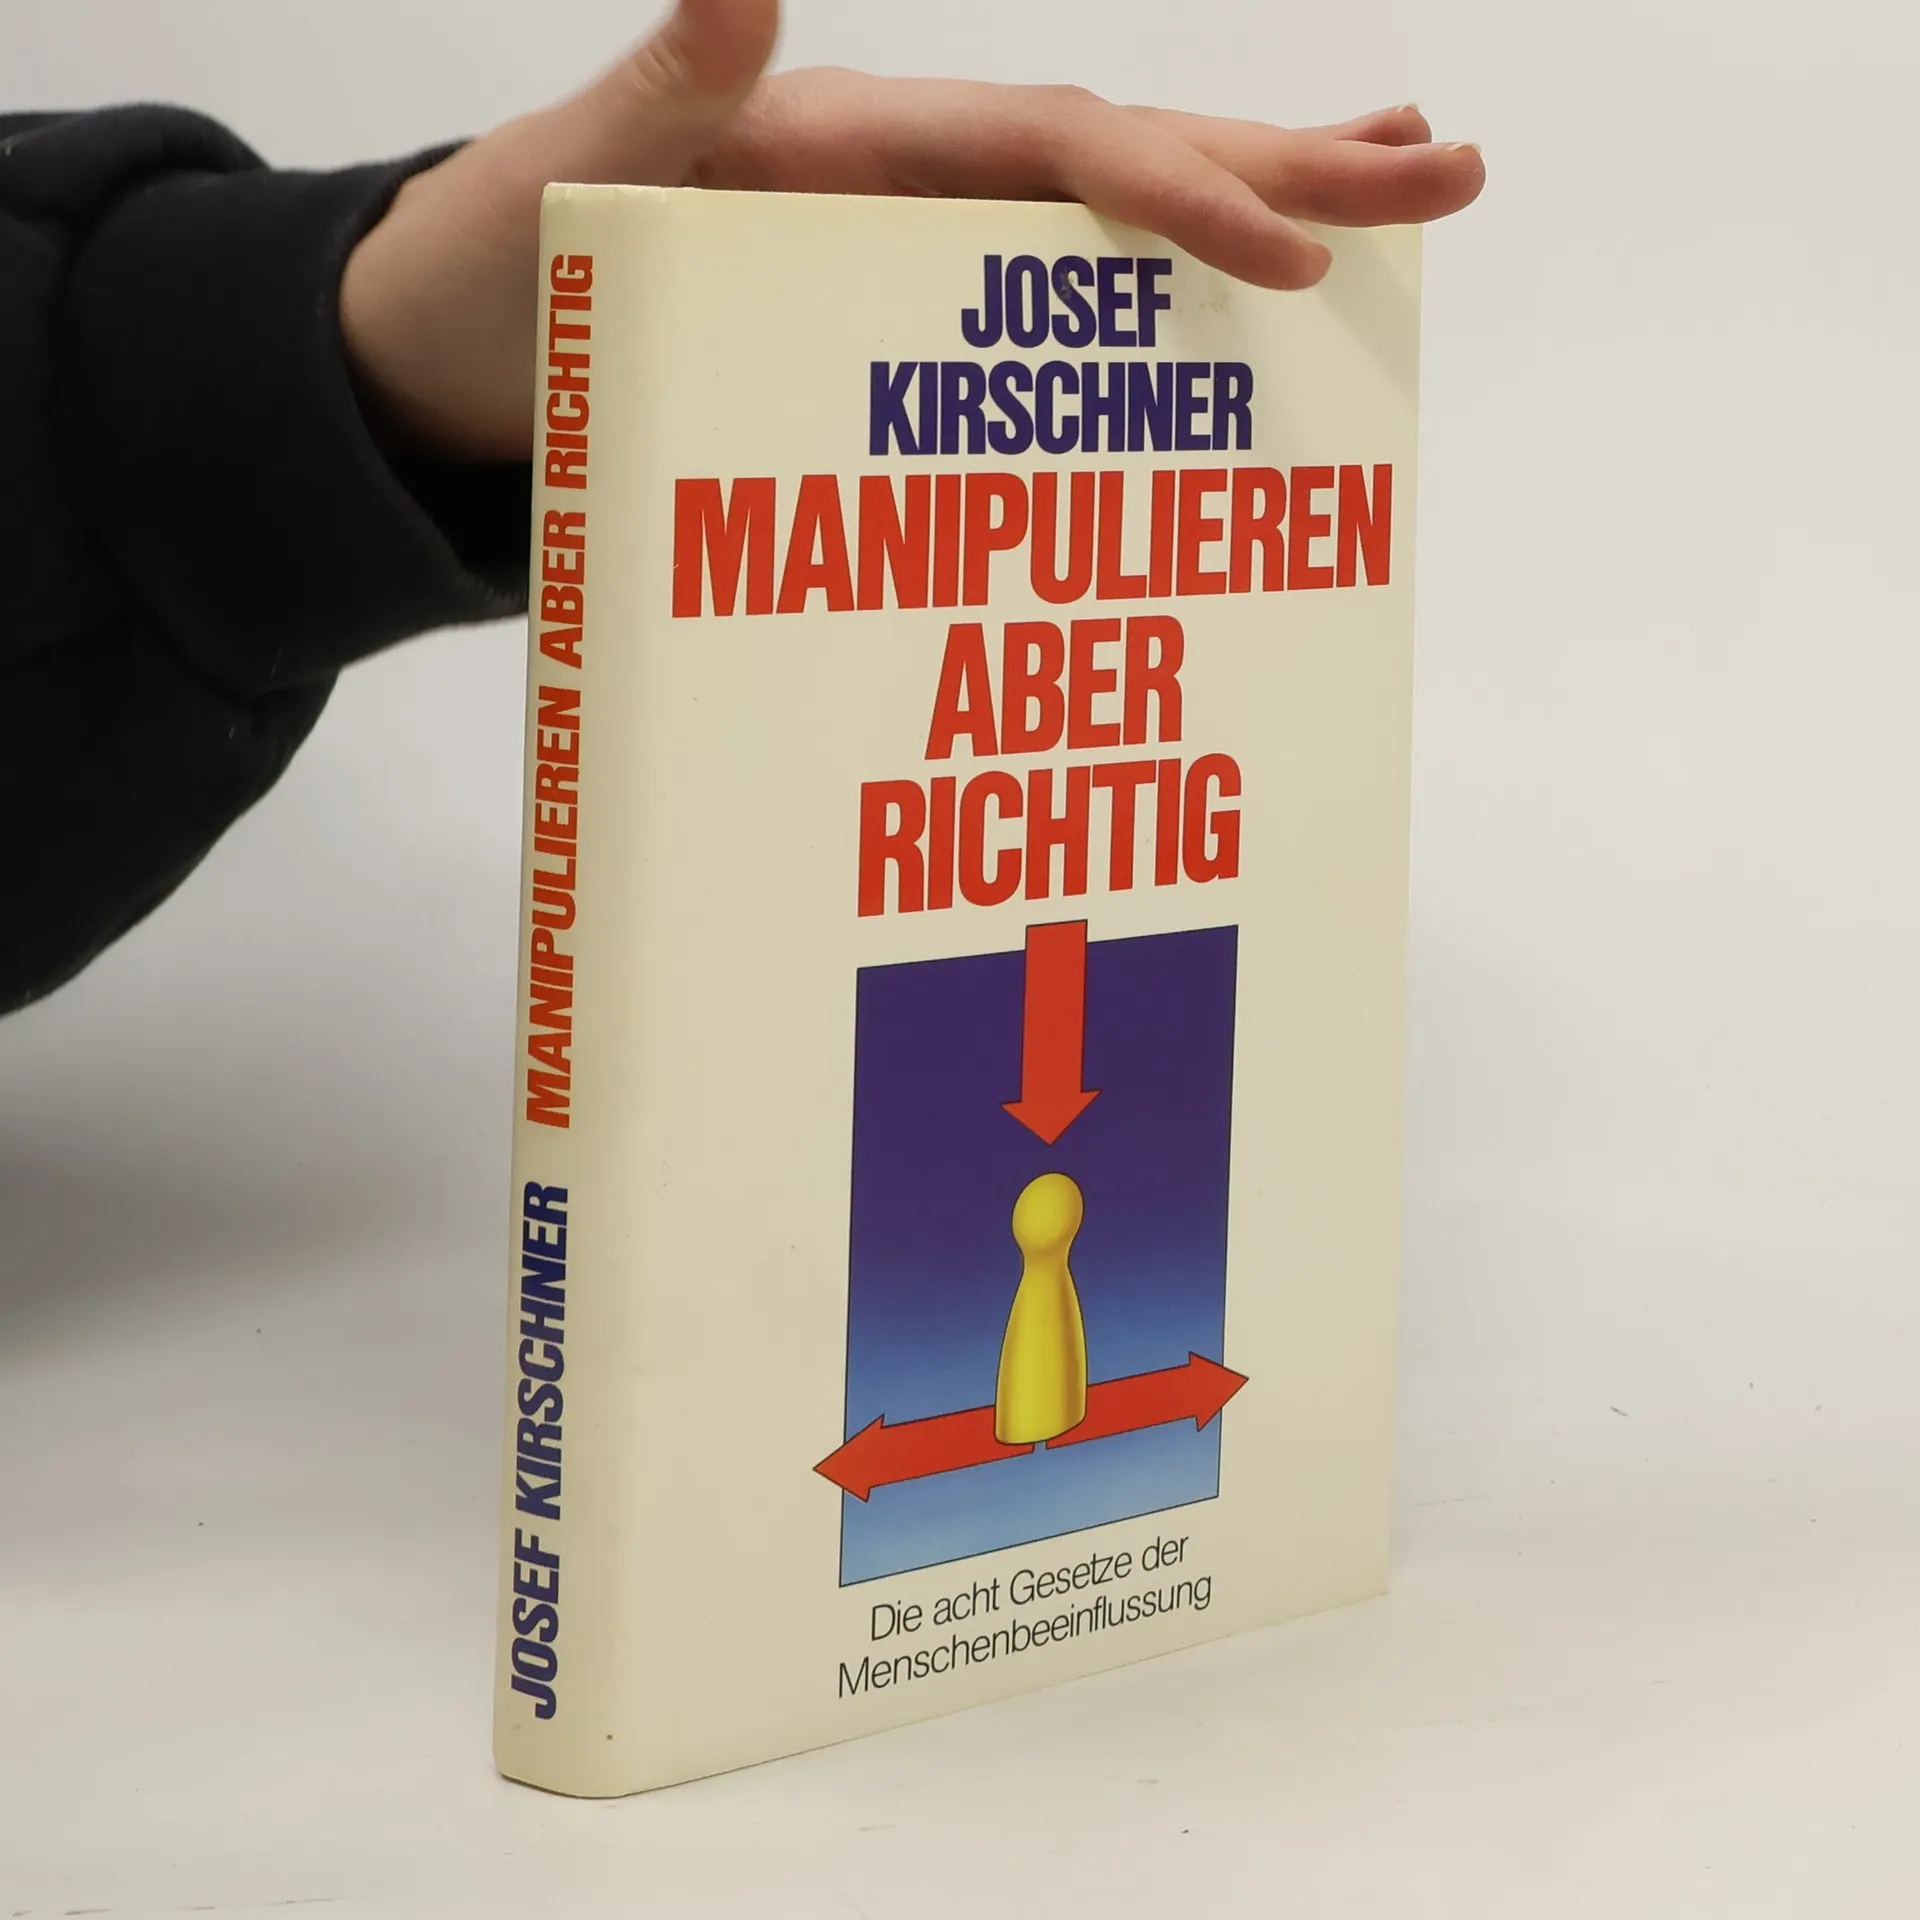 JOSEF
KIRSCHNER
MANIPULIEREN
ABER
RICHTIG
Die acht Gesetze der
Menschenbeeinflussung
JOSEF KIRSCHNER MANIPULIEREN ABER RICHTIG